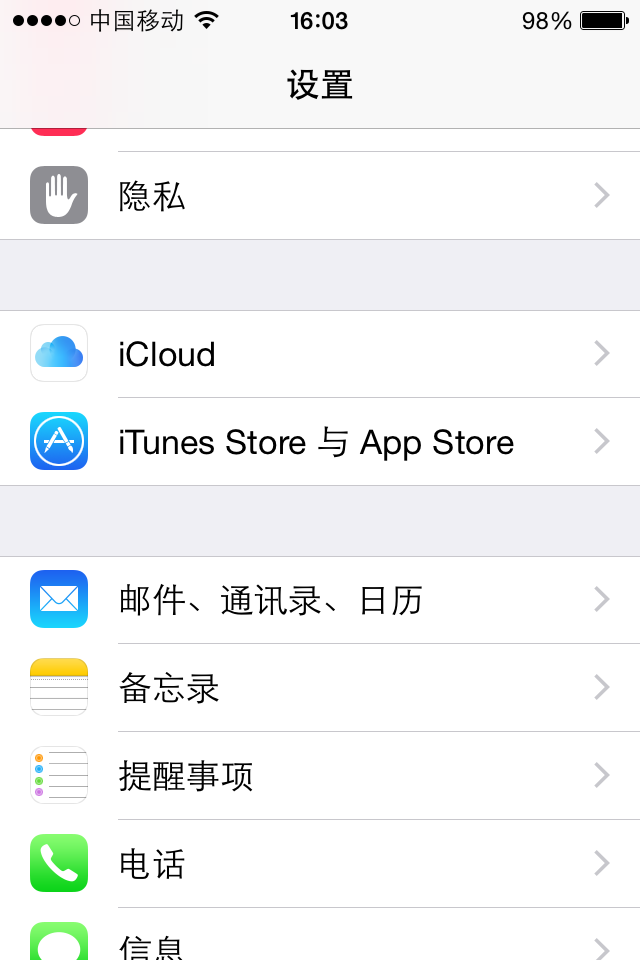 中国移动 16:03 98%
设置
隐私
iCloud
iTunes Store 与 App Store
邮件、通讯录、日历
备忘录
提醒事项
电话
信息